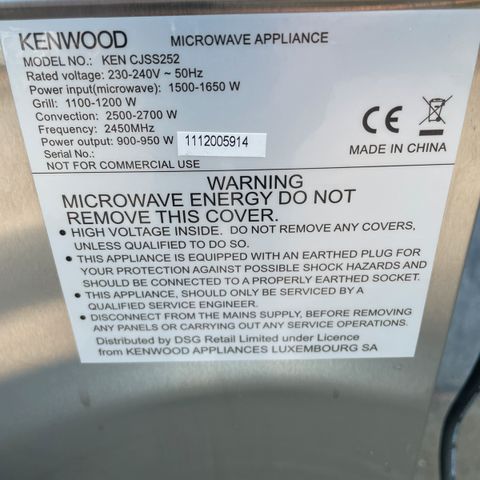 KENWOOD MICROWAVE APPLIANCE
MODEL NO.: KEN CJSS252
Rated voltage: 230-240V ~ 50Hz
Power input(microwave): 1500-1650 W
Grill: 1100-1200 W
Convection: 2500-2700 W
Frequency: 2450MHz
Power output: 900-950 W
Serial No.: 1112005914
NOT FOR COMMERCIAL USE
CE
MADE IN CHINA
WARNING
MICROWAVE ENERGY DO NOT
REMOVE THIS COVER.
• HIGH VOLTAGE INSIDE. DO NOT REMOVE ANY COVERS,
UNLESS QUALIFIED TO DO SO.
• THIS APPLIANCE IS EQUIPPED WITH AN EARTHED PLUG FOR
YOUR PROTECTION AGAINST POSSIBLE SHOCK HAZARDS AND
SHOULD BE CONNECTED TO A PROPERLY EARTHED SOCKET.
• THIS APPLIANCE, SHOULD ONLY BE SERVICED BY A
QUALIFIED SERVICE ENGINEER.
• DISCONNECT FROM THE MAINS SUPPLY, BEFORE REMOVING
ANY PANELS OR CARRYING OUT ANY SERVICE OPERATIONS.
Distributed by DSG Retail Limited under Licence
from KENWOOD APPLIANCES LUXEMBOURG SA